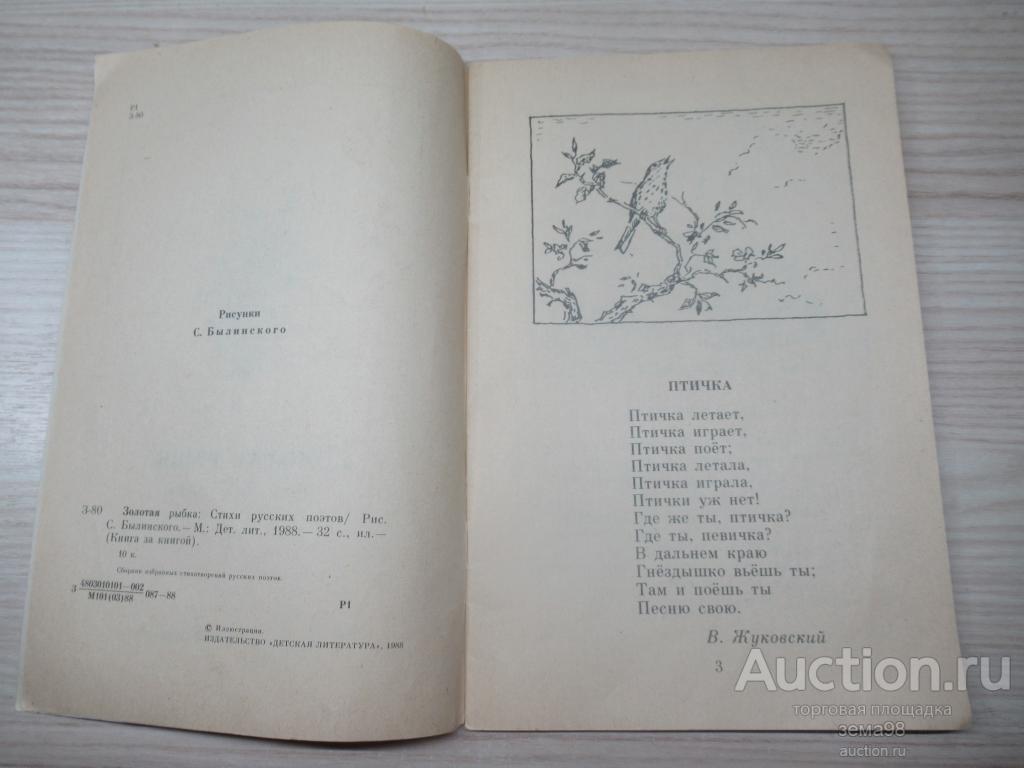 Р1
З-80
Рисунки
С. Былинского
З-80 Золотая рыбка: Стихи русских поэтов/ Рис.
С. Былинского.— М.: Дет. лит., 1988.— 32 с., ил.—
(Книга за книгой).
10 к.
Сборник избранных стихотворений русских поэтов.
З 4803010101—002
М101(03)88 087—88
Р1
© Иллюстрации.
ИЗДАТЕЛЬСТВО «ДЕТСКАЯ ЛИТЕРАТУРА», 1988
ПТИЧКА
Птичка летает,
Птичка играет,
Птичка поёт;
Птичка летала,
Птичка играла,
Птички уж нет!
Где же ты, птичка?
Где ты, певичка?
В дальнем краю
Гнёздышко вьёшь ты;
Там и поёшь ты
Песню свою.
В. Жуковский
3
Auction.ru
торговая площадка
зема98
auction.ru